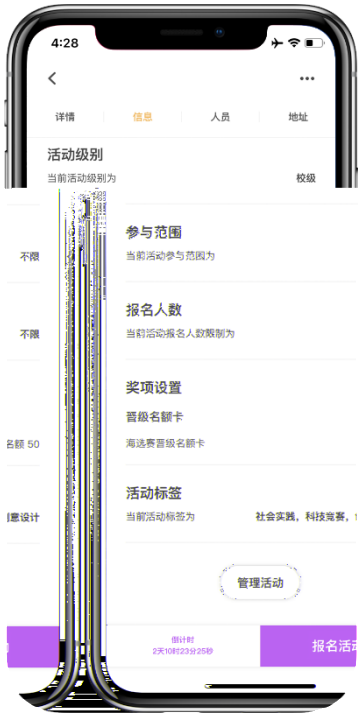 4:28
详情 信息 人员 地址
活动级别
当前活动级别为 校级
参与范围
不限 当前活动参与范围为
报名人数
不限 当前活动报名人数限制为
奖项设置
晋级名额卡
名额 50 海选赛晋级名额卡
活动标签
创意设计 当前活动标签为 社会实践，科技竞赛，
管理活动
倒计时
2天10时23分25秒 报名活动